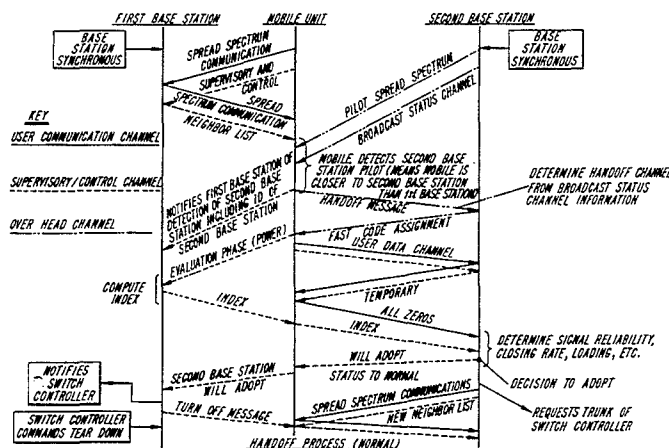 FIRST BASE STATION
MOBILE UNIT
SECOND BASE STATION
BASE
STATION
SYNCHRONOUS
SPREAD SPECTRUM
COMMUNICATION
SUPERVISORY AND
CONTROL
SPREAD
SPECTRUM COMMUNICATION
NEIGHBOR LIST
PILOT SPREAD SPECTRUM
BROADCAST STATUS CHANNEL
BASE
STATION
SYNCHRONOUS
KEY
USER COMMUNICATION CHANNEL
SUPERVISORY/CONTROL CHANNEL
OVER HEAD CHANNEL
NOTIFIES FIRST BASE STATION OF
DETECTION OF SECOND BASE
STATION INCLUDING ID OF
SECOND BASE STATION
MOBILE DETECTS SECOND BASE
STATION PILOT (MEANS MOBILE IS
CLOSER TO SECOND BASE STATION
THAN 1st BASE STATION)
HANDOFF MESSAGE
DETERMINE HANDOFF CHANNEL
FROM BROADCAST STATUS
CHANNEL INFORMATION
FAST CODE ASSIGNMENT
USER DATA CHANNEL
EVALUATION PHASE (POWER)
COMPUTE
INDEX
INDEX
TEMPORARY
ALL ZEROS
INDEX
DETERMINE SIGNAL RELIABILITY,
CLOSING RATE, LOADING, ETC.
WILL ADOPT
SECOND BASE STATION
WILL ADOPT
STATUS TO NORMAL
DECISION TO ADOPT
NOTIFIES
SWITCH
CONTROLLER
TURN OFF MESSAGE
SPREAD SPECTRUM COMMUNICATIONS
NEW NEIGHBOR LIST
REQUESTS TRUNK OF
SWITCH CONTROLLER
SWITCH CONTROLLER
COMMANDS TEAR DOWN
HANDOFF PROCESS (NORMAL)